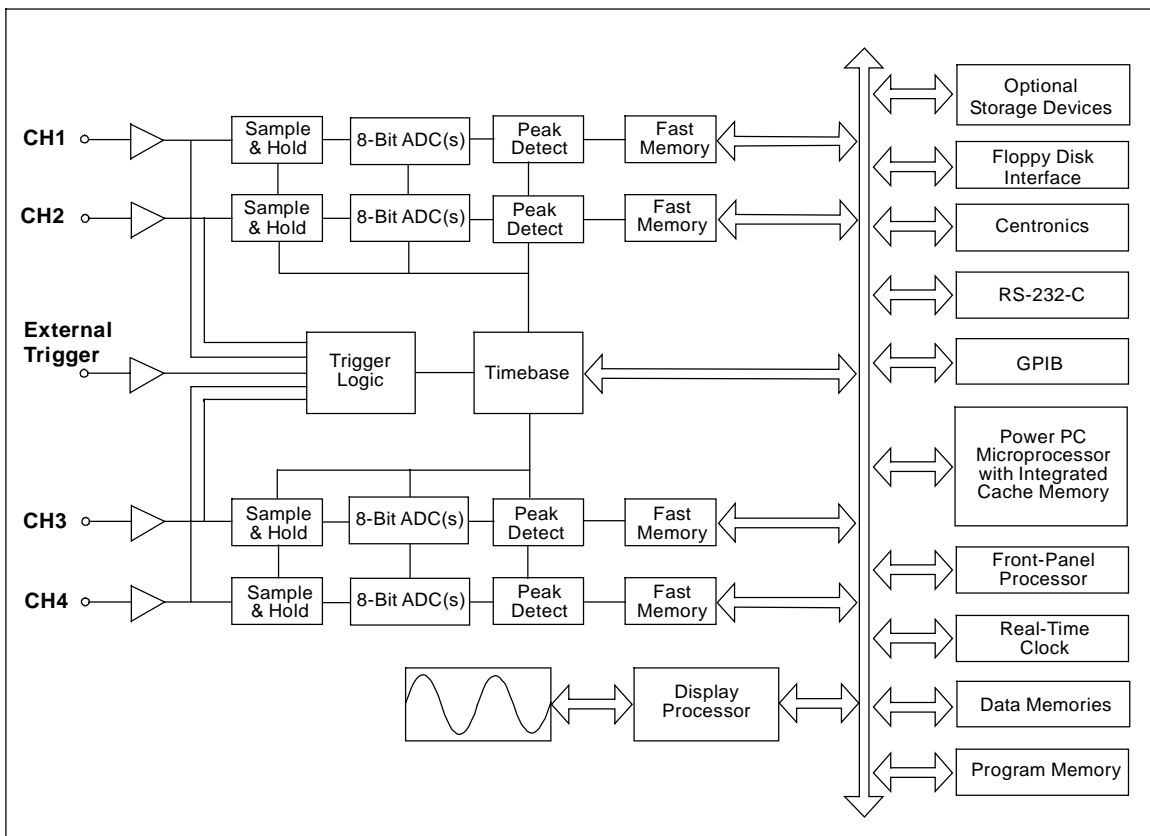 CH1
Sample
& Hold
8-Bit ADC(s)
Peak
Detect
Fast
Memory
CH2
Sample
& Hold
8-Bit ADC(s)
Peak
Detect
Fast
Memory
External
Trigger
Trigger
Logic
Timebase
CH3
Sample
& Hold
8-Bit ADC(s)
Peak
Detect
Fast
Memory
CH4
Sample
& Hold
8-Bit ADC(s)
Peak
Detect
Fast
Memory
Display
Processor
Optional
Storage Devices
Floppy Disk
Interface
Centronics
RS-232-C
GPIB
Power PC
Microprocessor
with Integrated
Cache Memory
Front-Panel
Processor
Real-Time
Clock
Data Memories
Program Memory